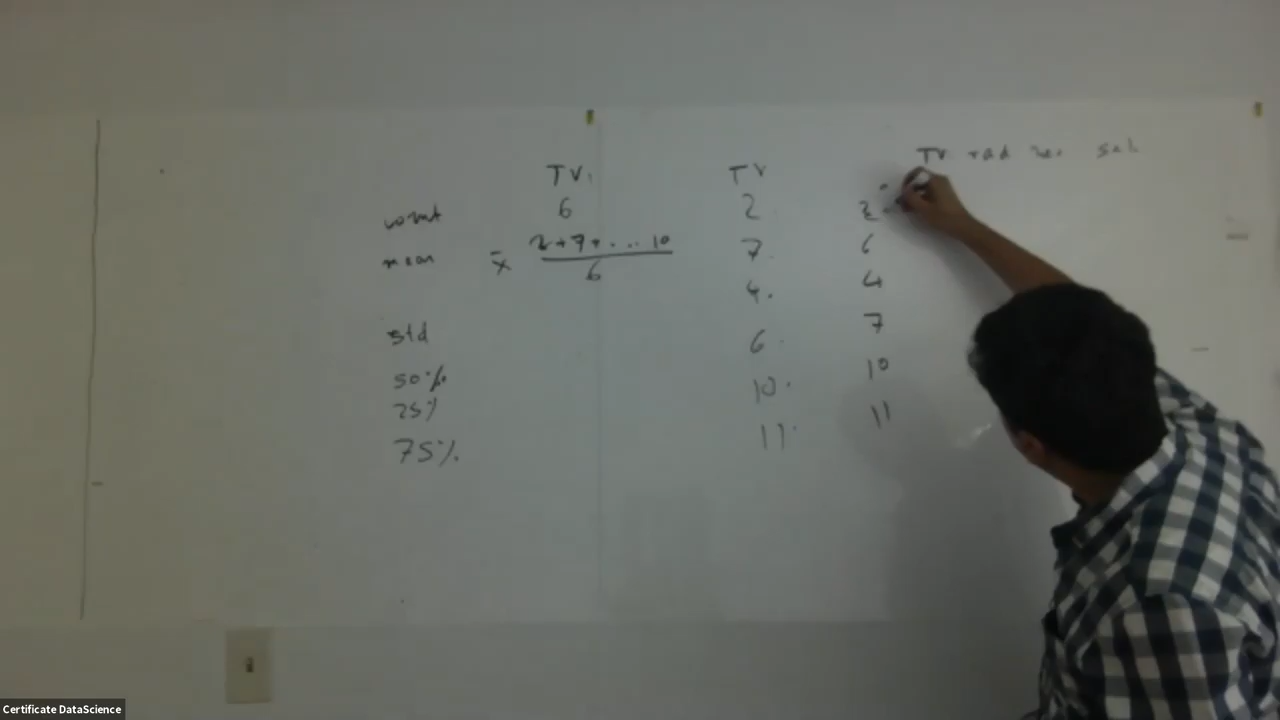 TV rad sal
TV TV
count 6 2 2
mean x̄ 2+7+...10 7 6
6
4 4
std 6 7
50% 10 10
25%
75% 11 11
Certificate DataScience